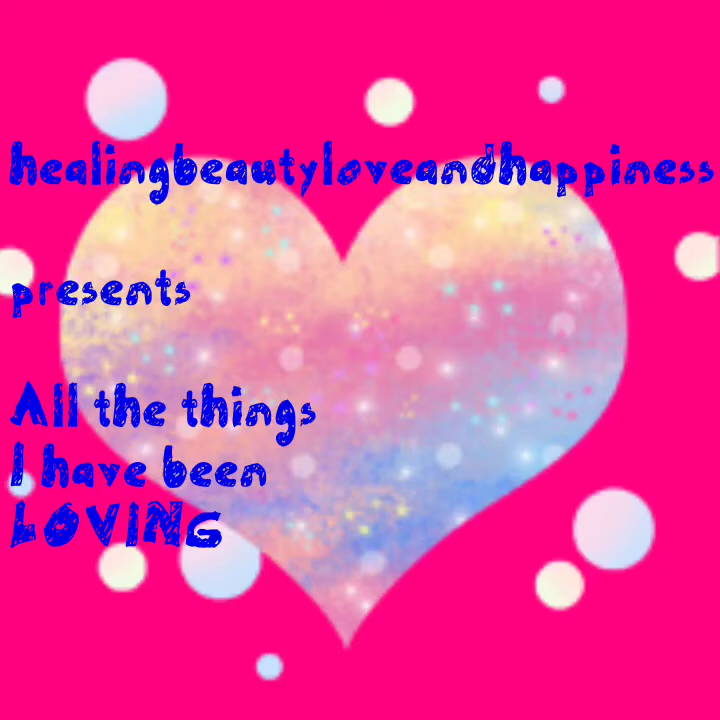 healingbeautyloveandhappiness
presents
All the things
I have been
LOVING